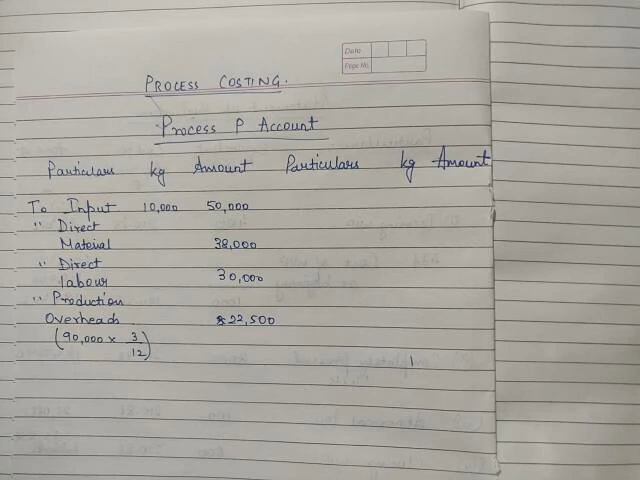 Date
Page No.
PROCESS COSTING.
Process P Account
Particulars kg Amount Particulars kg Amount
To Input 10,000 50,000
" Direct
Material 38,000
" Direct
labour 30,000
" Production
Overheads 22,500
(90,000 × 3/12)